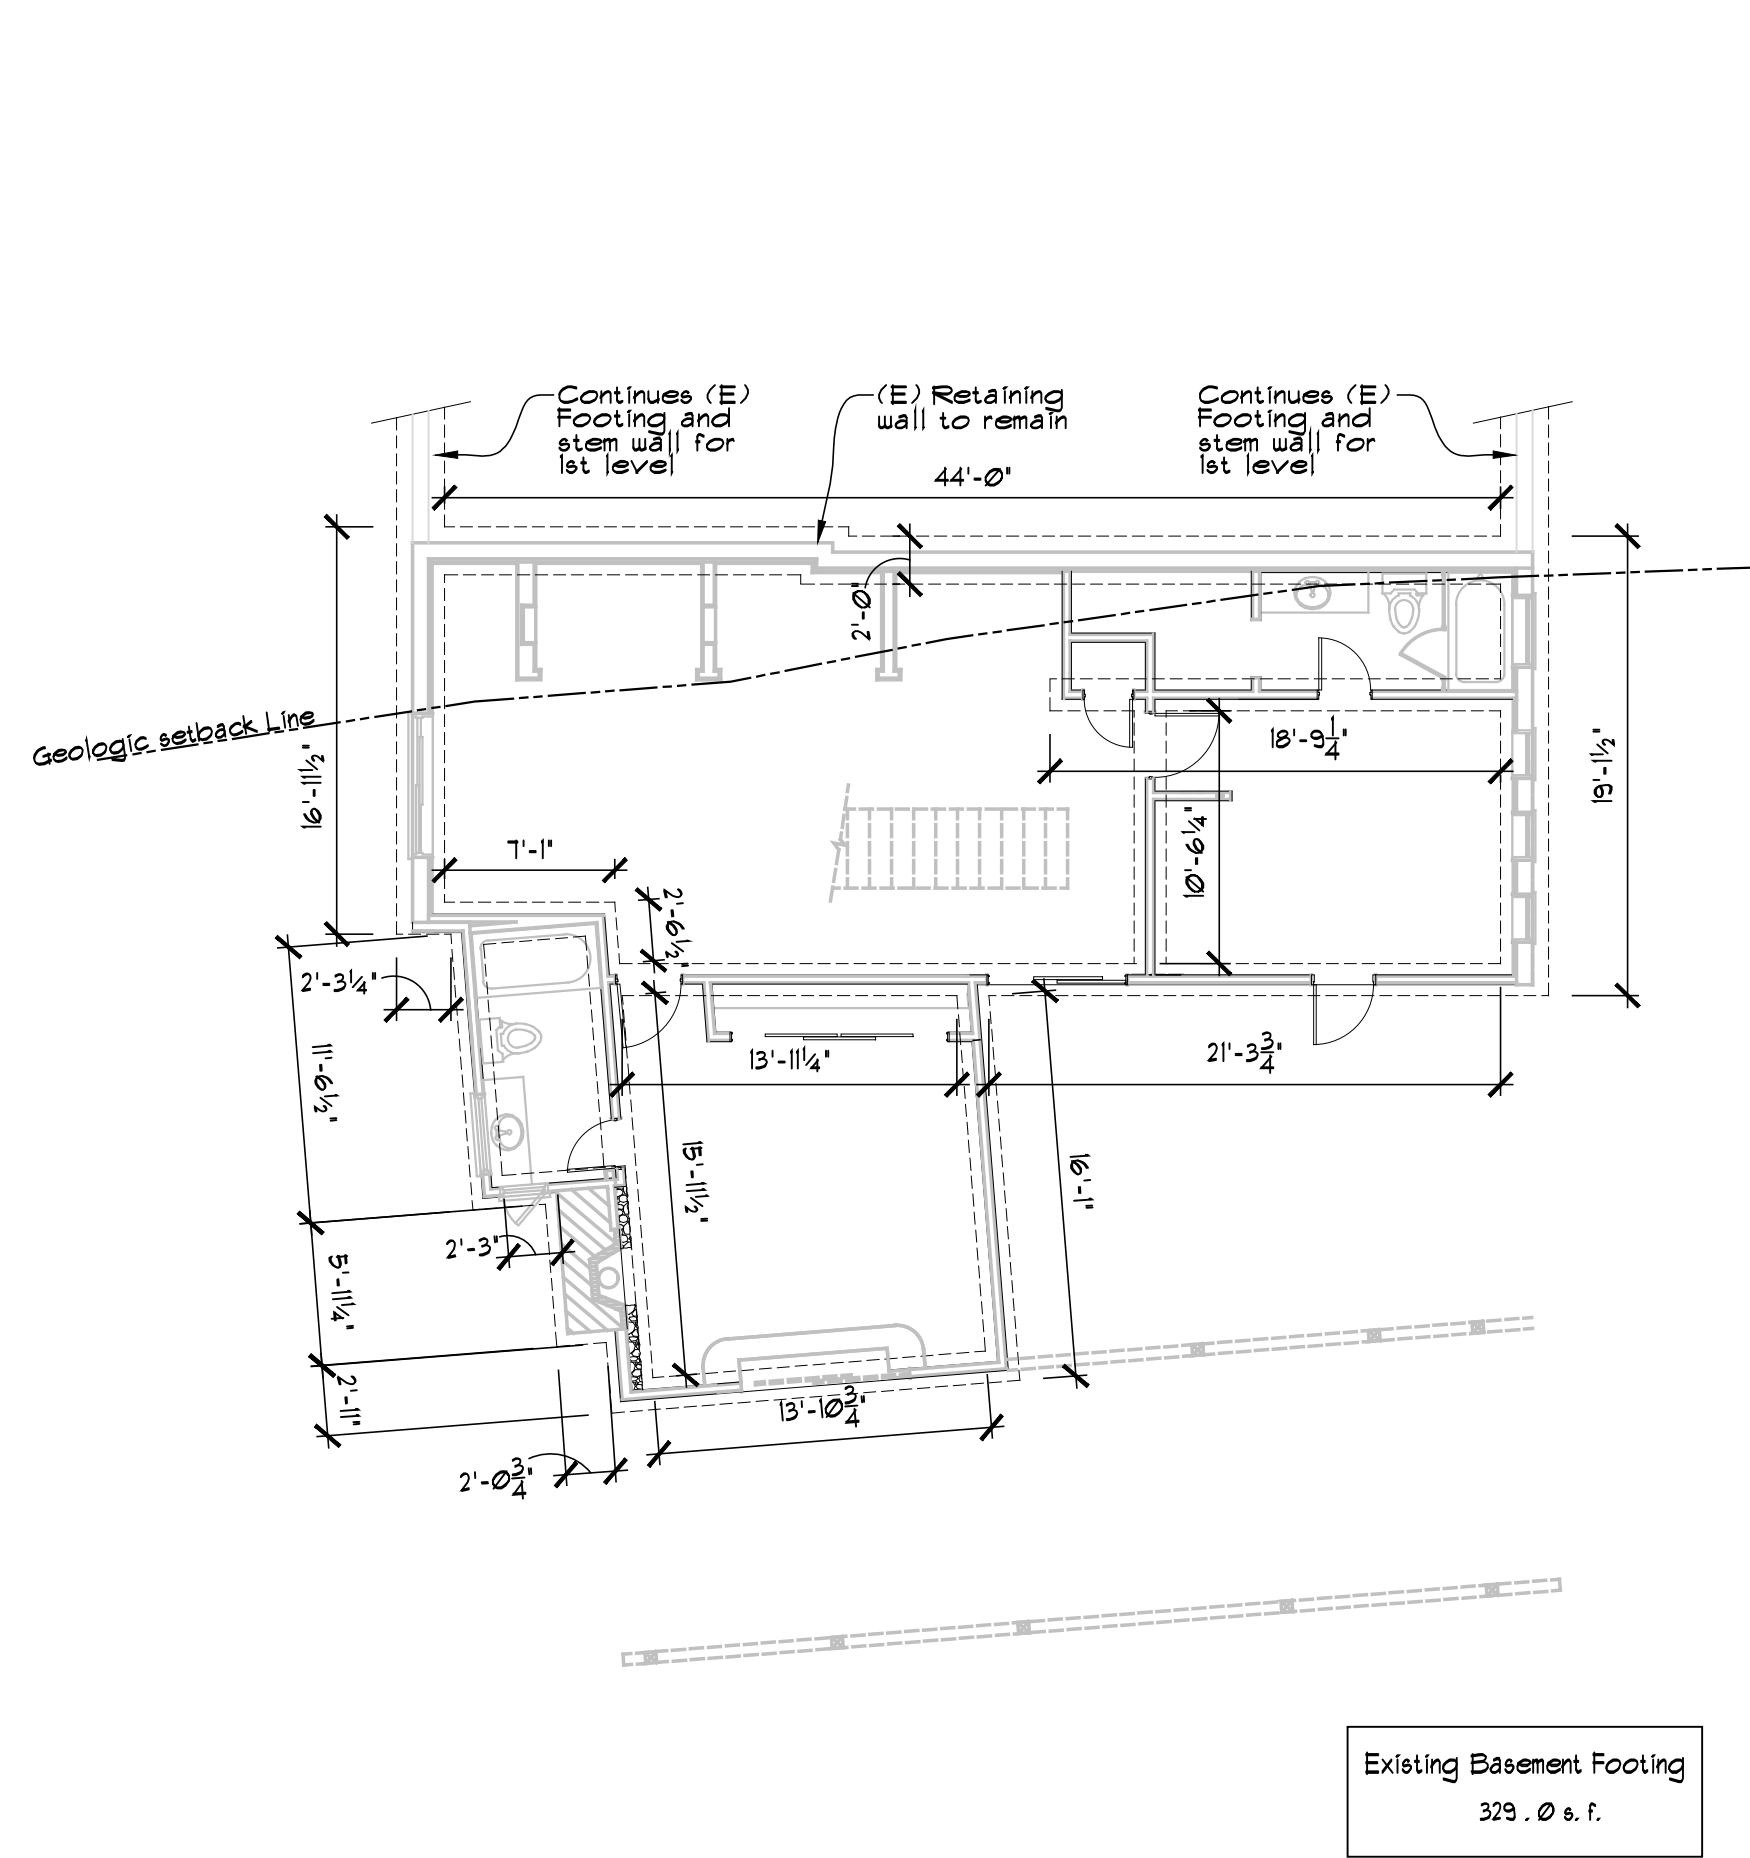 Continues (E)
Footing and
stem wall for
1st level
(E) Retaining
wall to remain
Continues (E)
Footing and
stem wall for
1st level
44'-0"
2'-0"
Geologic setback Line
16'-11½"
18'-9¼"
19'-1½"
7'-1"
2'-6½"
10'-6¼"
2'-3¼"
11'-6½"
13'-11¼"
21'-3¾"
15'-11½"
16'-1"
2'-3"
5'-11¼"
2'-11"
13'-10¾"
2'-0¾"
Existing Basement Footing
329.0 s.f.